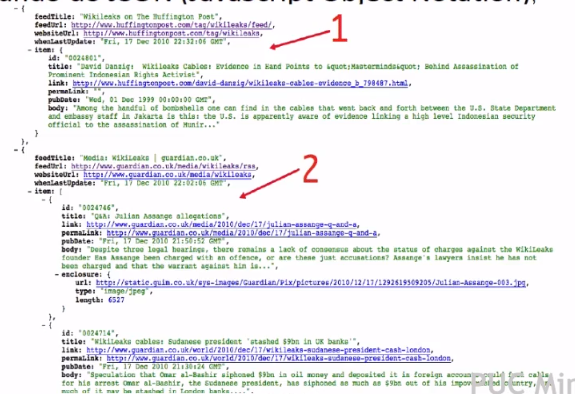 JSON (JavaScript Object Notation),
- {
feedTitle: "Wikileaks on The Huffington Post",
feedUrl: http://www.huffingtonpost.com/tag/wikileaks/feed/,
websiteUrl: http://www.huffingtonpost.com/tag/wikileaks,
whenLastUpdate: "Fri, 17 Dec 2010 22:32:06 GMT",
1
- item: {
id: "0024801",
title: "David Danzig: Wikileaks Cables: Evidence in Hand Points to &quot;Masterminds&quot; Behind Assassination of
Prominent Indonesian Rights Activist",
link: http://www.huffingtonpost.com/david-danzig/wikileaks-cables-evidence_b_798487.html,
permaLink: "",
pubDate: "Wed, 01 Dec 1999 00:00:00 GMT",
body: "Among the handful of bombshells one can find in the cables that went back and forth between the U.S. State Department
and embassy staff in Jakarta is this: the U.S. is apparently aware of evidence linking a high level Indonesian security
official to the assassination of Munir..."
}
},
- {
feedTitle: "Media: WikiLeaks | guardian.co.uk",
feedUrl: http://www.guardian.co.uk/media/wikileaks/rss,
websiteUrl: http://www.guardian.co.uk/media/wikileaks,
whenLastUpdate: "Fri, 17 Dec 2010 22:02:06 GMT",
2
- item: [
- {
id: "0024746",
title: "Q&A: Julian Assange allegations",
link: http://www.guardian.co.uk/media/2010/dec/17/julian-assange-q-and-a,
permaLink: http://www.guardian.co.uk/media/2010/dec/17/julian-assange-q-and-a,
pubDate: "Fri, 17 Dec 2010 21:50:52 GMT",
body: "Despite three legal hearings, there remains a lack of consensus about the status of charges against the WikiLeaks
founder Has Assange been charged with an offence, or are these just accusations? Assange's lawyers insist he has not
been charged and that the warrant against him is...",
- enclosure: {
url: http://static.guim.co.uk/sys-images/Guardian/Pix/pictures/2010/12/17/1292619509205/Julian-Assange-003.jpg,
type: "image/jpeg",
length: 6527
}
},
- {
id: "0024714",
title: "WikiLeaks cables: Sudanese president 'stashed $9bn in UK banks'",
link: http://www.guardian.co.uk/world/2010/dec/17/wikileaks-sudanese-president-cash-london,
permaLink: http://www.guardian.co.uk/world/2010/dec/17/wikileaks-sudanese-president-cash-london,
pubDate: "Fri, 17 Dec 2010 21:30:24 GMT",
body: "Speculation that Omar al-Bashir siphoned $9bn in oil money and deposited it in foreign accounts could fuel calls
for his arrest Omar al-Bashir, the Sudanese president, has siphoned as much as $9bn out of his impoverished country, and
much of it may be stashed in London banks....
PUC Min